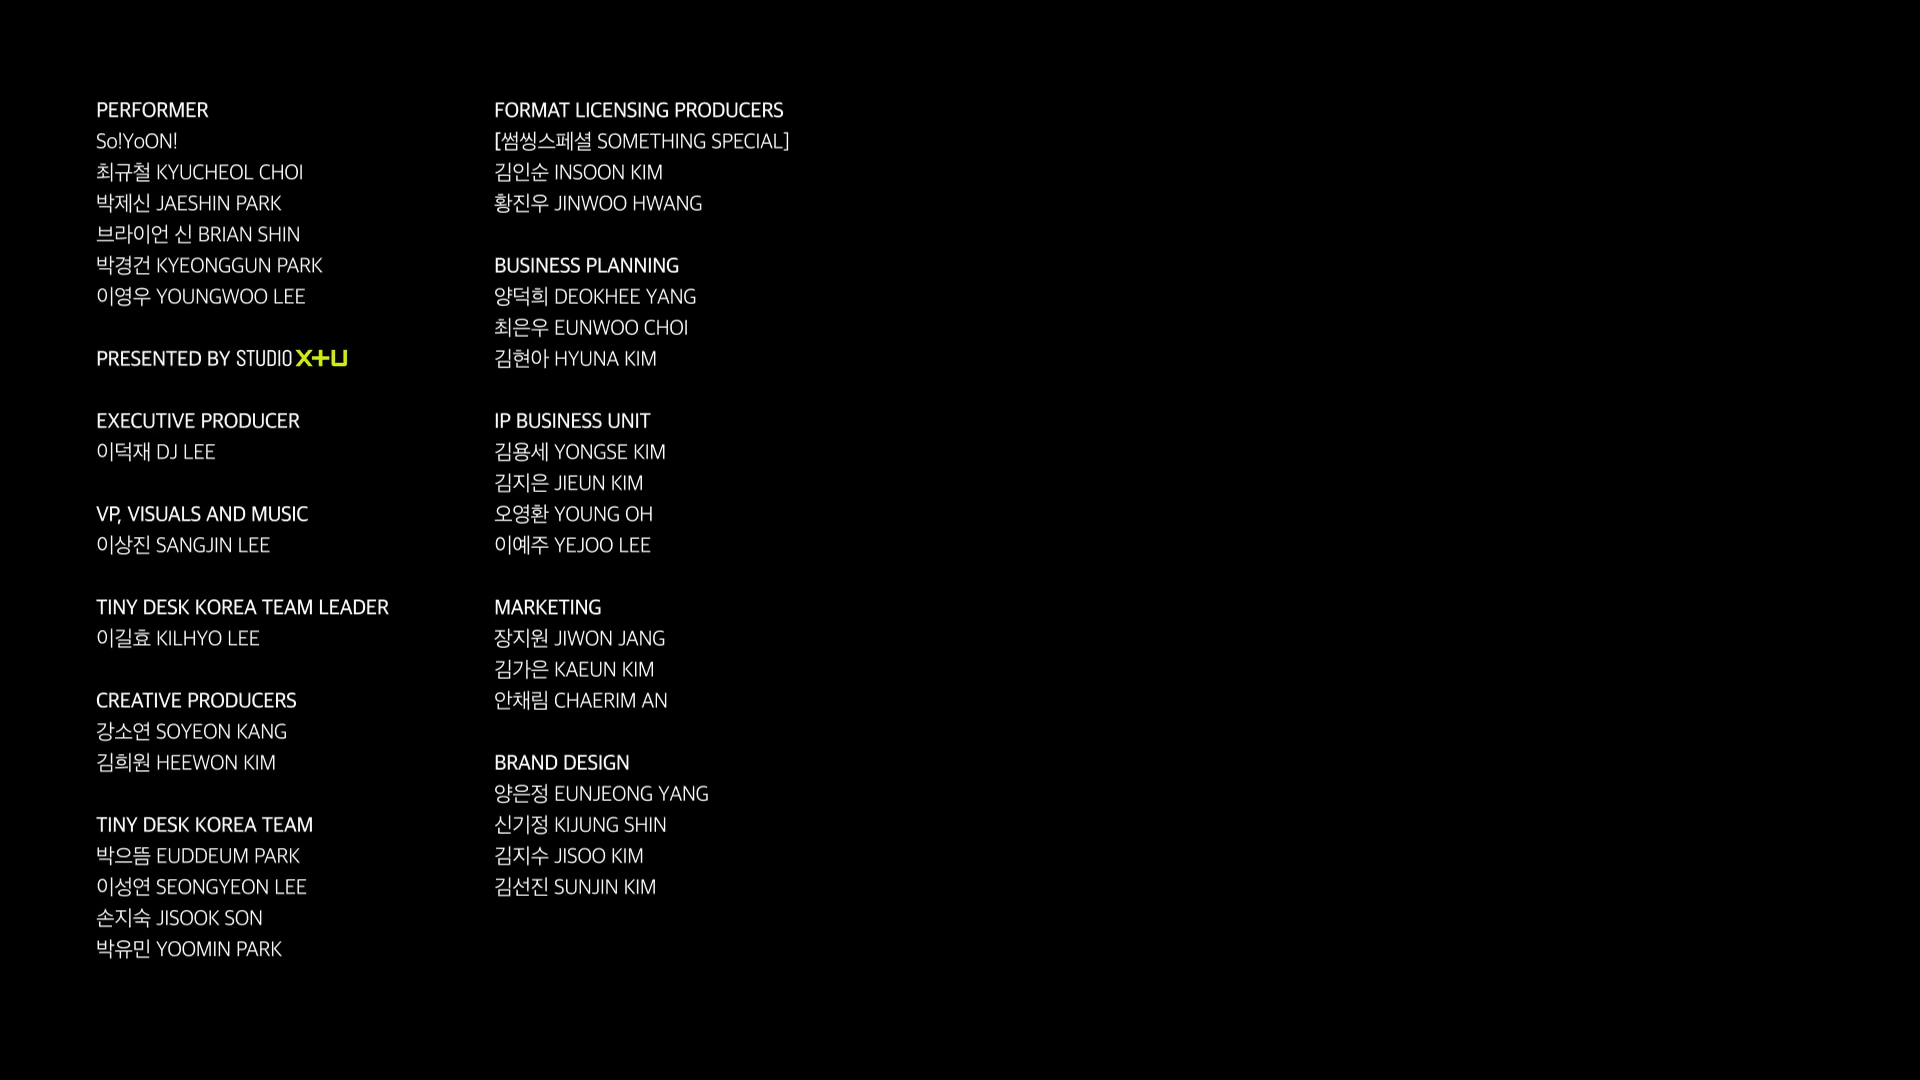 PERFORMER
So!YoON!
최규철 KYUCHEOL CHOI
박제신 JAESHIN PARK
브라이언 신 BRIAN SHIN
박경건 KYEONGGUN PARK
이영우 YOUNGWOO LEE
PRESENTED BY STUDIO X+U
EXECUTIVE PRODUCER
이덕재 DJ LEE
VP, VISUALS AND MUSIC
이상진 SANGJIN LEE
TINY DESK KOREA TEAM LEADER
이길효 KILHYO LEE
CREATIVE PRODUCERS
강소연 SOYEON KANG
김희원 HEEWON KIM
TINY DESK KOREA TEAM
박으뜸 EUDDEUM PARK
이성연 SEONGYEON LEE
손지숙 JISOOK SON
박유민 YOOMIN PARK
FORMAT LICENSING PRODUCERS
[썸씽스페셜 SOMETHING SPECIAL]
김인순 INSOON KIM
황진우 JINWOO HWANG
BUSINESS PLANNING
양덕희 DEOKHEE YANG
최은우 EUNWOO CHOI
김현아 HYUNA KIM
IP BUSINESS UNIT
김용세 YONGSE KIM
김지은 JIEUN KIM
오영환 YOUNG OH
이예주 YEJOO LEE
MARKETING
장지원 JIWON JANG
김가은 KAEUN KIM
안채림 CHAERIM AN
BRAND DESIGN
양은정 EUNJEONG YANG
신기정 KIJUNG SHIN
김지수 JISOO KIM
김선진 SUNJIN KIM